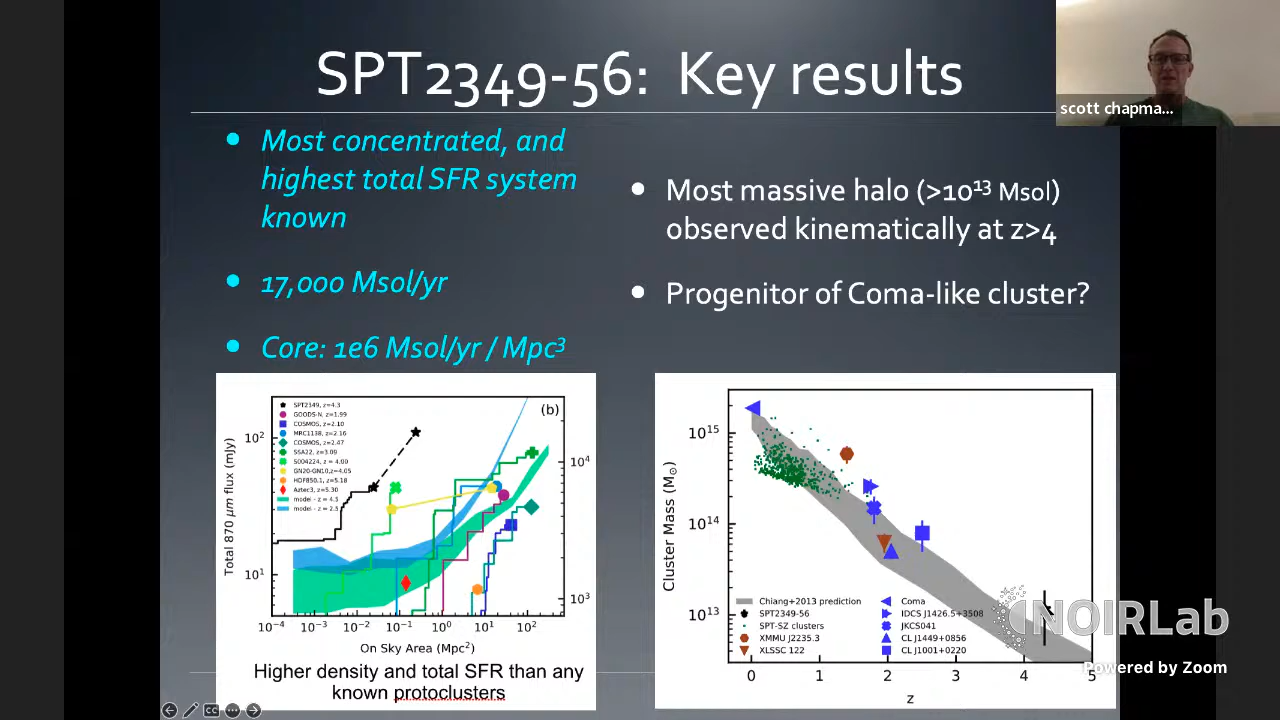 SPT2349-56: Key results
scott chapma...
Most concentrated, and
highest total SFR system
known
17,000 Msol/yr
Core: 1e6 Msol/yr / Mpc³
Most massive halo (>10¹³ Msol)
observed kinematically at z>4
Progenitor of Coma-like cluster?
(b)
SPT2349, z=4.3
GOODS-N, z=1.99
COSMOS, z=2.10
MRC1138, z=2.16
COSMOS, z=2.47
SSA22, z=3.09
GN20-GN10,z=4.05
HDF850.1, z=5.18
Aztec3, z=5.30
model - z = 4.5
model - z = 2.5
Total 870 μm flux (mJy)
10²
10¹
10⁴
10³
10⁻⁴ 10⁻³ 10⁻² 10⁻¹ 10⁰ 10¹ 10²
On Sky Area (Mpc²)
Higher density and total SFR than any
known protoclusters
Cluster Mass (M⊙)
10¹⁵
10¹⁴
10¹³
Chiang+2013 prediction
SPT2349-56
SPT-SZ clusters
XMMU J2235.3
XLSSC 122
Coma
IDCS J1426.5+3508
JKCS041
CL J1449+0856
CL J1001+0220
0 1 2 3 4 5
z
NOIRLab
Powered by Zoom
CC